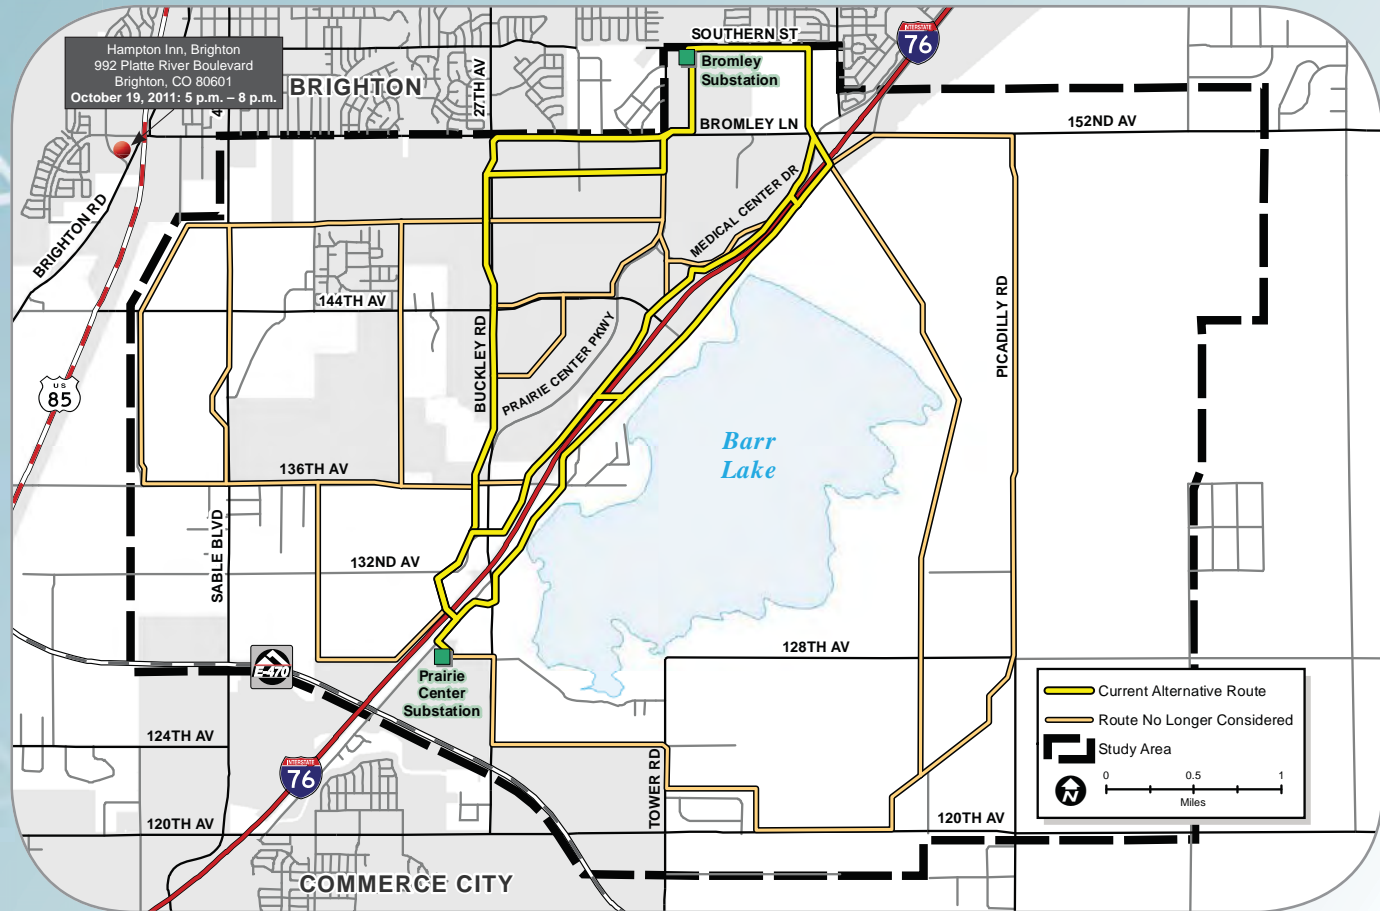 Hampton Inn, Brighton
992 Platte River Boulevard
Brighton, CO 80601
October 19, 2011: 5 p.m. – 8 p.m.
BRIGHTON
27TH AV
4
SOUTHERN ST
Bromley
Substation
INTERSTATE
76
BROMLEY LN
152ND AV
BRIGHTON RD
MEDICAL CENTER DR
144TH AV
PICADILLY RD
BUCKLEY RD
PRAIRIE CENTER PKWY
US
85
Barr
Lake
136TH AV
SABLE BLVD
132ND AV
128TH AV
E-470
Prairie
Center
Substation
124TH AV
INTERSTATE
76
TOWER RD
120TH AV
120TH AV
COMMERCE CITY
Current Alternative Route
Route No Longer Considered
Study Area
N
0 0.5 1
Miles